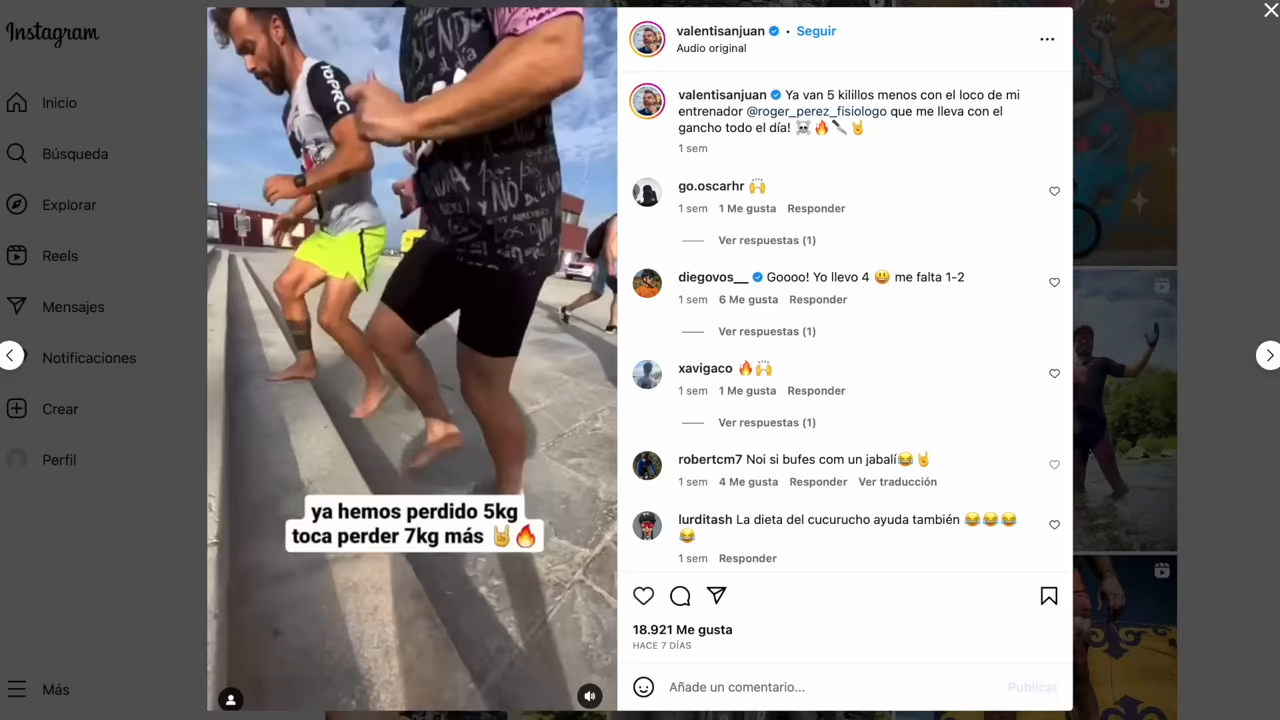 Instagram
Inicio
Búsqueda
Explorar
Reels
Mensajes
Notificaciones
Crear
Perfil
Más
TOPRO
NO
ya hemos perdido 5kg
toca perder 7kg más 🤘🔥
valentisanjuan • Seguir
Audio original
valentisanjuan Ya van 5 kilillos menos con el loco de mi
entrenador @roger_perez_fisiologo que me lleva con el
gancho todo el día! ☠️🔥🔪🤘
1 sem
go.oscarhr 🙌
1 sem 1 Me gusta Responder
Ver respuestas (1)
diegovos__ Goooo! Yo llevo 4 😃 me falta 1-2
1 sem 6 Me gusta Responder
Ver respuestas (1)
xavigaco 🔥🙌
1 sem 1 Me gusta Responder
Ver respuestas (1)
robertcm7 Noi si bufes com un jabalí😂🤘
1 sem 4 Me gusta Responder Ver traducción
lurditash La dieta del cucurucho ayuda también 😂😂😂
😂
1 sem Responder
18.921 Me gusta
HACE 7 DÍAS
Añade un comentario... Publicar